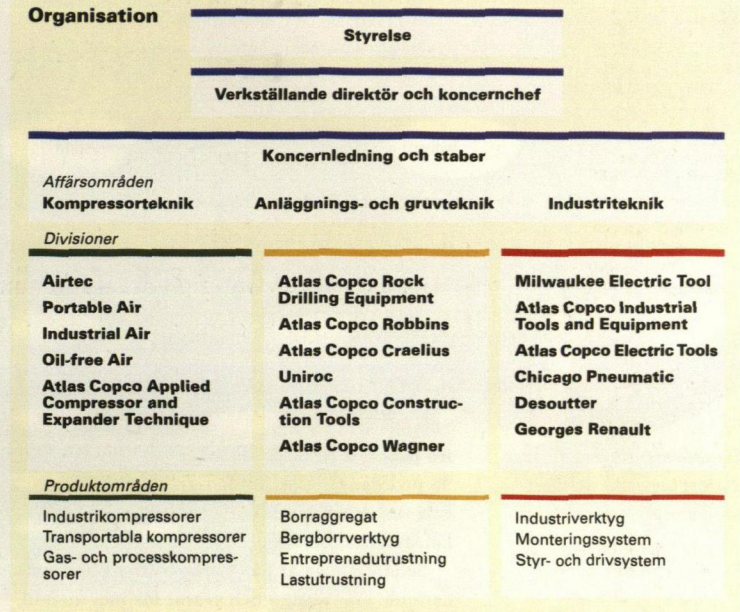 Organisation
Styrelse
Verkställande direktör och koncernchef
Koncernledning och staber
Affärsområden
Kompressorteknik
Anläggnings- och gruvteknik
Industriteknik
Divisioner
Airtec
Portable Air
Industrial Air
Oil-free Air
Atlas Copco Applied
Compressor and
Expander Technique
Atlas Copco Rock
Drilling Equipment
Atlas Copco Robbins
Atlas Copco Craelius
Uniroc
Atlas Copco Construc-
tion Tools
Atlas Copco Wagner
Milwaukee Electric Tool
Atlas Copco Industrial
Tools and Equipment
Atlas Copco Electric Tools
Chicago Pneumatic
Desoutter
Georges Renault
Produktområden
Industrikompressorer
Transportabla kompressorer
Gas- och processkompres-
sorer
Borraggregat
Bergborrverktyg
Entreprenadutrustning
Lastutrustning
Industriverktyg
Monteringssystem
Styr- och drivsystem